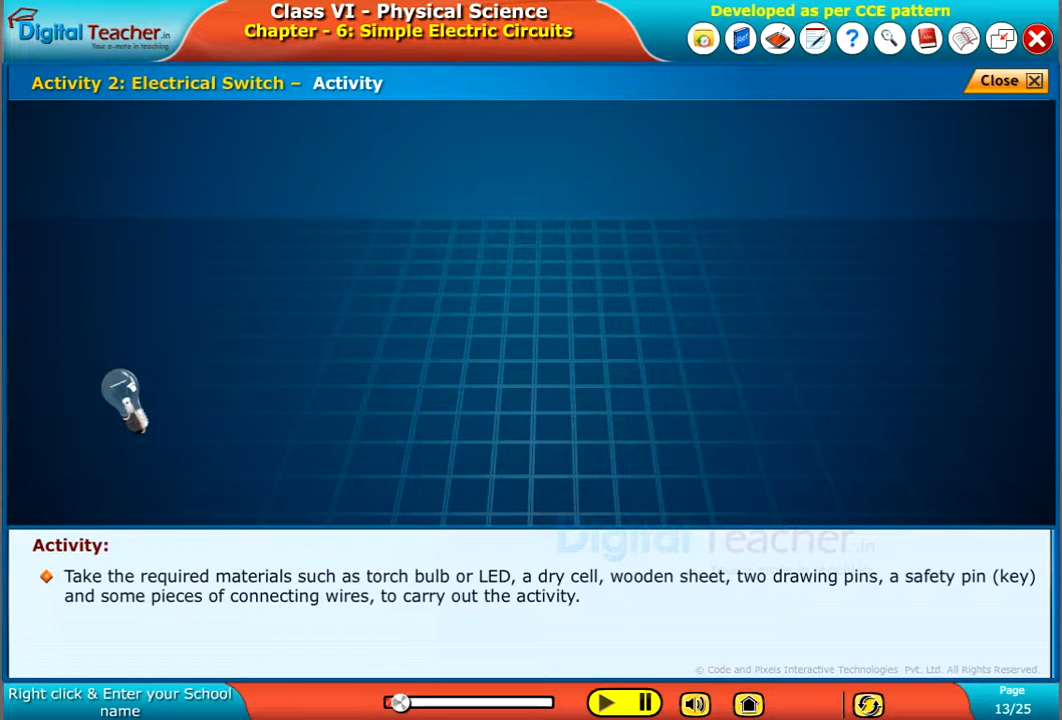 Digital Teacher.in
Your e-mate in teaching
Class VI - Physical Science
Chapter - 6: Simple Electric Circuits
Developed as per CCE pattern
Activity 2: Electrical Switch – Activity
Close
Activity:
Digital Teacher.in
Take the required materials such as torch bulb or LED, a dry cell, wooden sheet, two drawing pins, a safety pin (key)
and some pieces of connecting wires, to carry out the activity.
© Code and Pixels Interactive Technologies Pvt. Ltd. All Rights Reserved.
Right click & Enter your School
name
Page
13/25